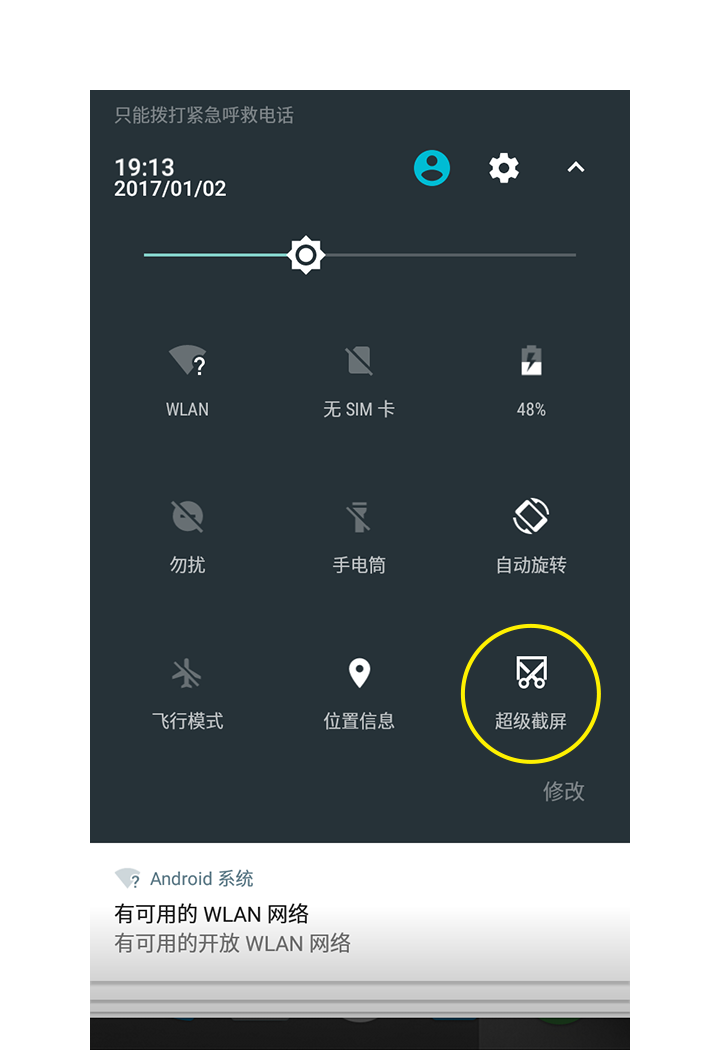 只能拨打紧急呼救电话
19:13
2017/01/02
?
WLAN
无 SIM 卡
48%
勿扰
手电筒
自动旋转
飞行模式
位置信息
超级截屏
修改
? Android 系统
有可用的 WLAN 网络
有可用的开放 WLAN 网络